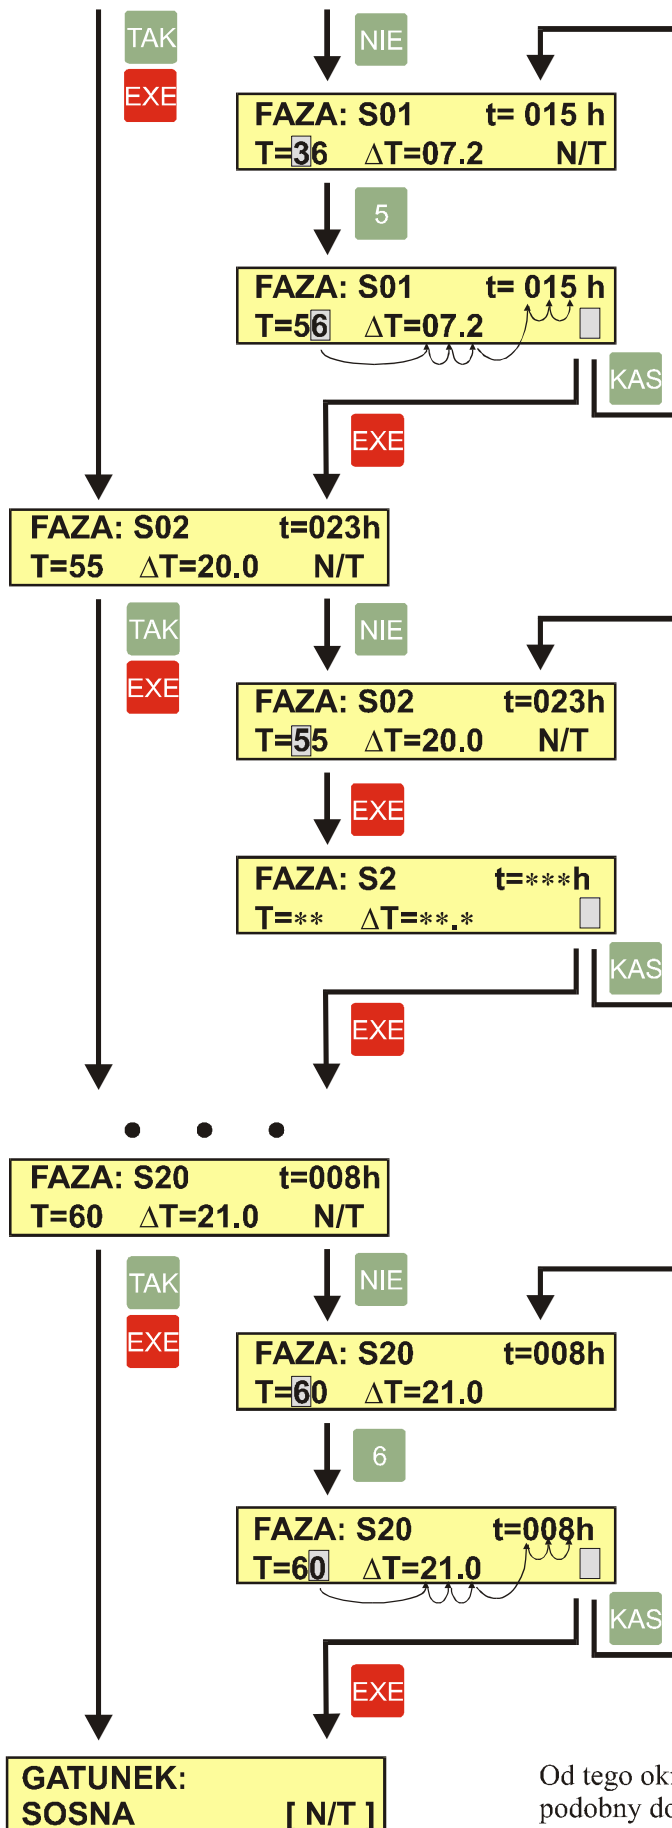 TAK
NIE
EXE
FAZA: S01 t= 015 h
T=36 ΔT=07.2 N/T
5
FAZA: S01 t= 015 h
T=56 ΔT=07.2
KAS
EXE
FAZA: S02 t=023h
T=55 ΔT=20.0 N/T
TAK
NIE
EXE
FAZA: S02 t=023h
T=55 ΔT=20.0 N/T
EXE
FAZA: S2 t=***h
T=** ΔT=**.*
KAS
EXE
• • •
FAZA: S20 t=008h
T=60 ΔT=21.0 N/T
TAK
NIE
EXE
FAZA: S20 t=008h
T=60 ΔT=21.0
6
FAZA: S20 t=008h
T=60 ΔT=21.0
KAS
EXE
GATUNEK:
SOSNA [ N/T ]
Od tego
podobny